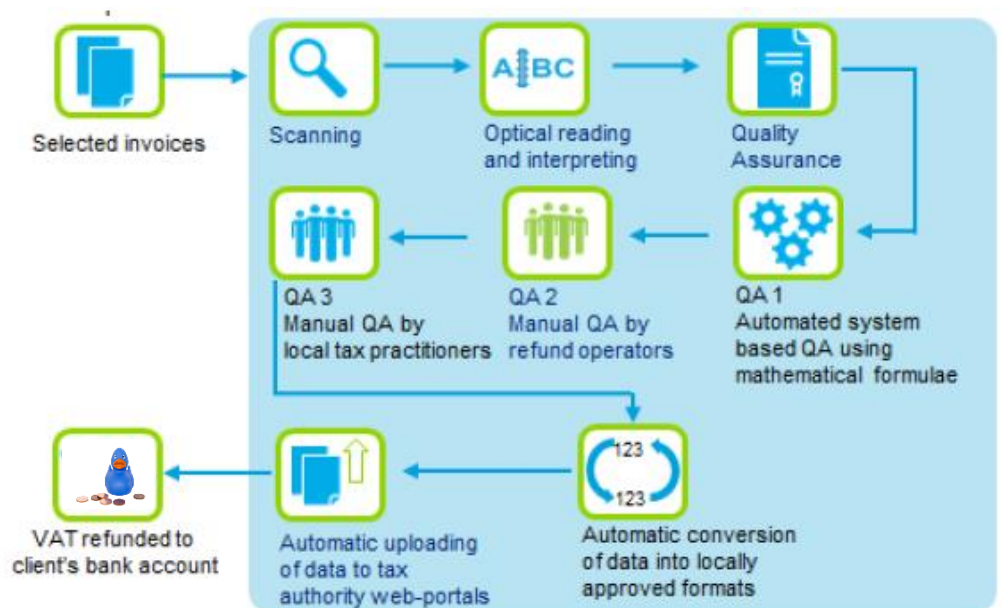 Selected invoices
Scanning
A BC
Optical reading
and interpreting
Quality
Assurance
QA 3
Manual QA by
local tax practitioners
QA 2
Manual QA by
refund operators
QA 1
Automated system
based QA using
mathematical formulae
VAT refunded to
client's bank account
Automatic uploading
of data to tax
authority web-portals
123
123
Automatic conversion
of data into locally
approved formats